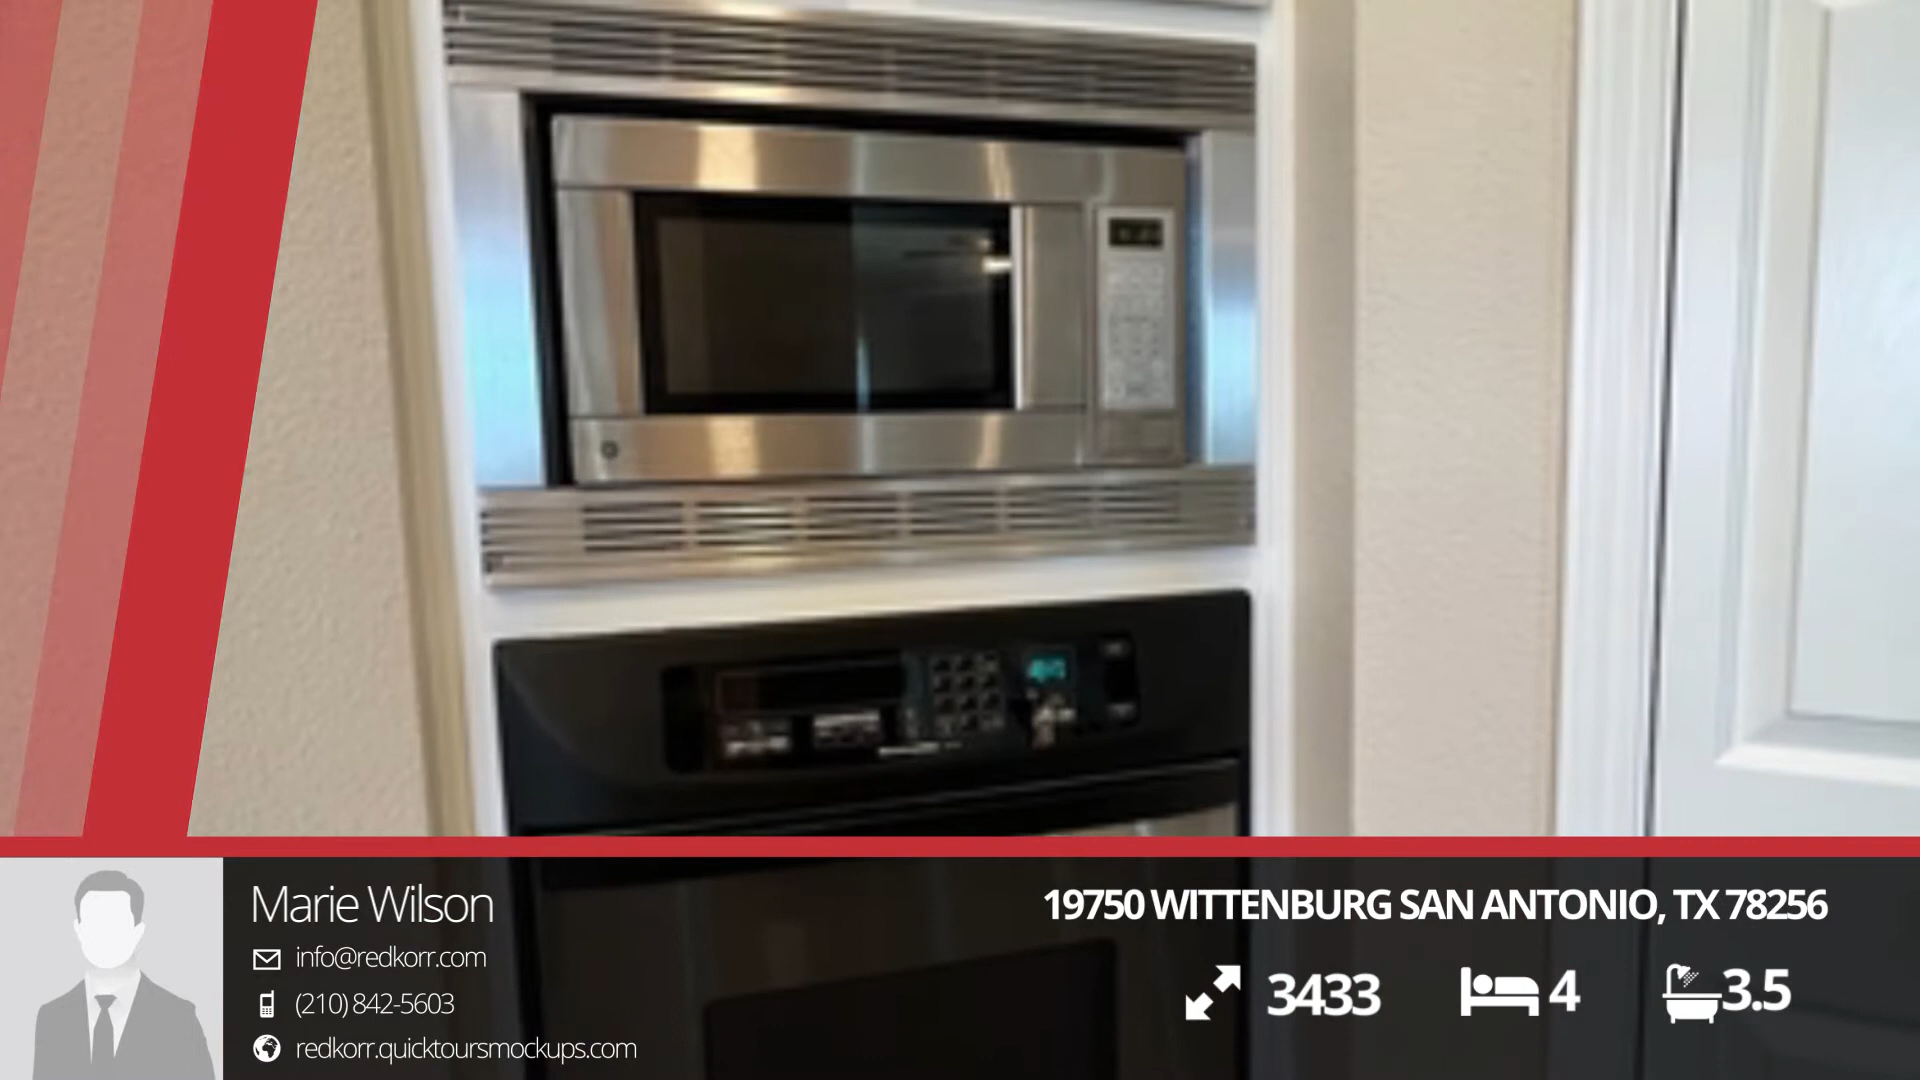 Marie Wilson
info@redkorr.com
(210) 842-5603
redkorr.quicktoursmockups.com
19750 WITTENBURG SAN ANTONIO, TX 78256
3433
4
3.5